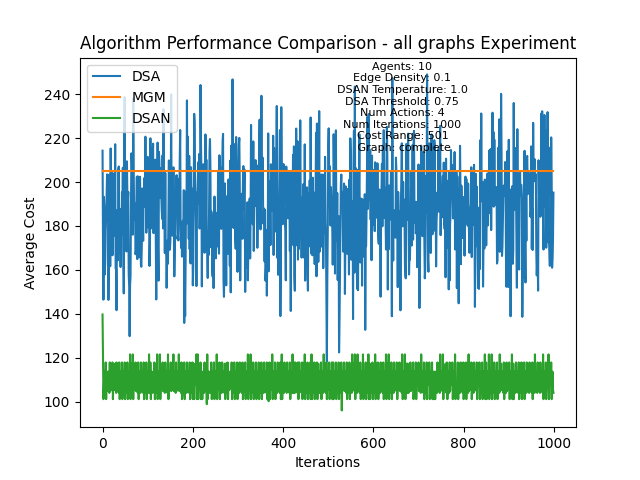 Algorithm Performance Comparison - all graphs Experiment
DSA
MGM
DSAN
Agents: 10
Edge Density: 0.1
DSAN Temperature: 1.0
DSA Threshold: 0.75
Num Actions: 4
Num Iterations: 1000
Cost Range: 501
Graph: complete
240
220
200
180
160
140
120
100
Average Cost
0
200
400
600
800
1000
Iterations